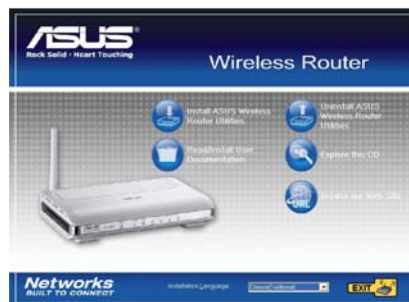 ASUS
Rock Solid · Heart Touching
Wireless Router
Install ASUS Wireless
Router Utilities
Uninstall ASUS
Wireless Router
Utilities
Read/Install User
Documentation
Explore this CD
URL
Networks
BUILT TO CONNECT
Installation Language
EXIT